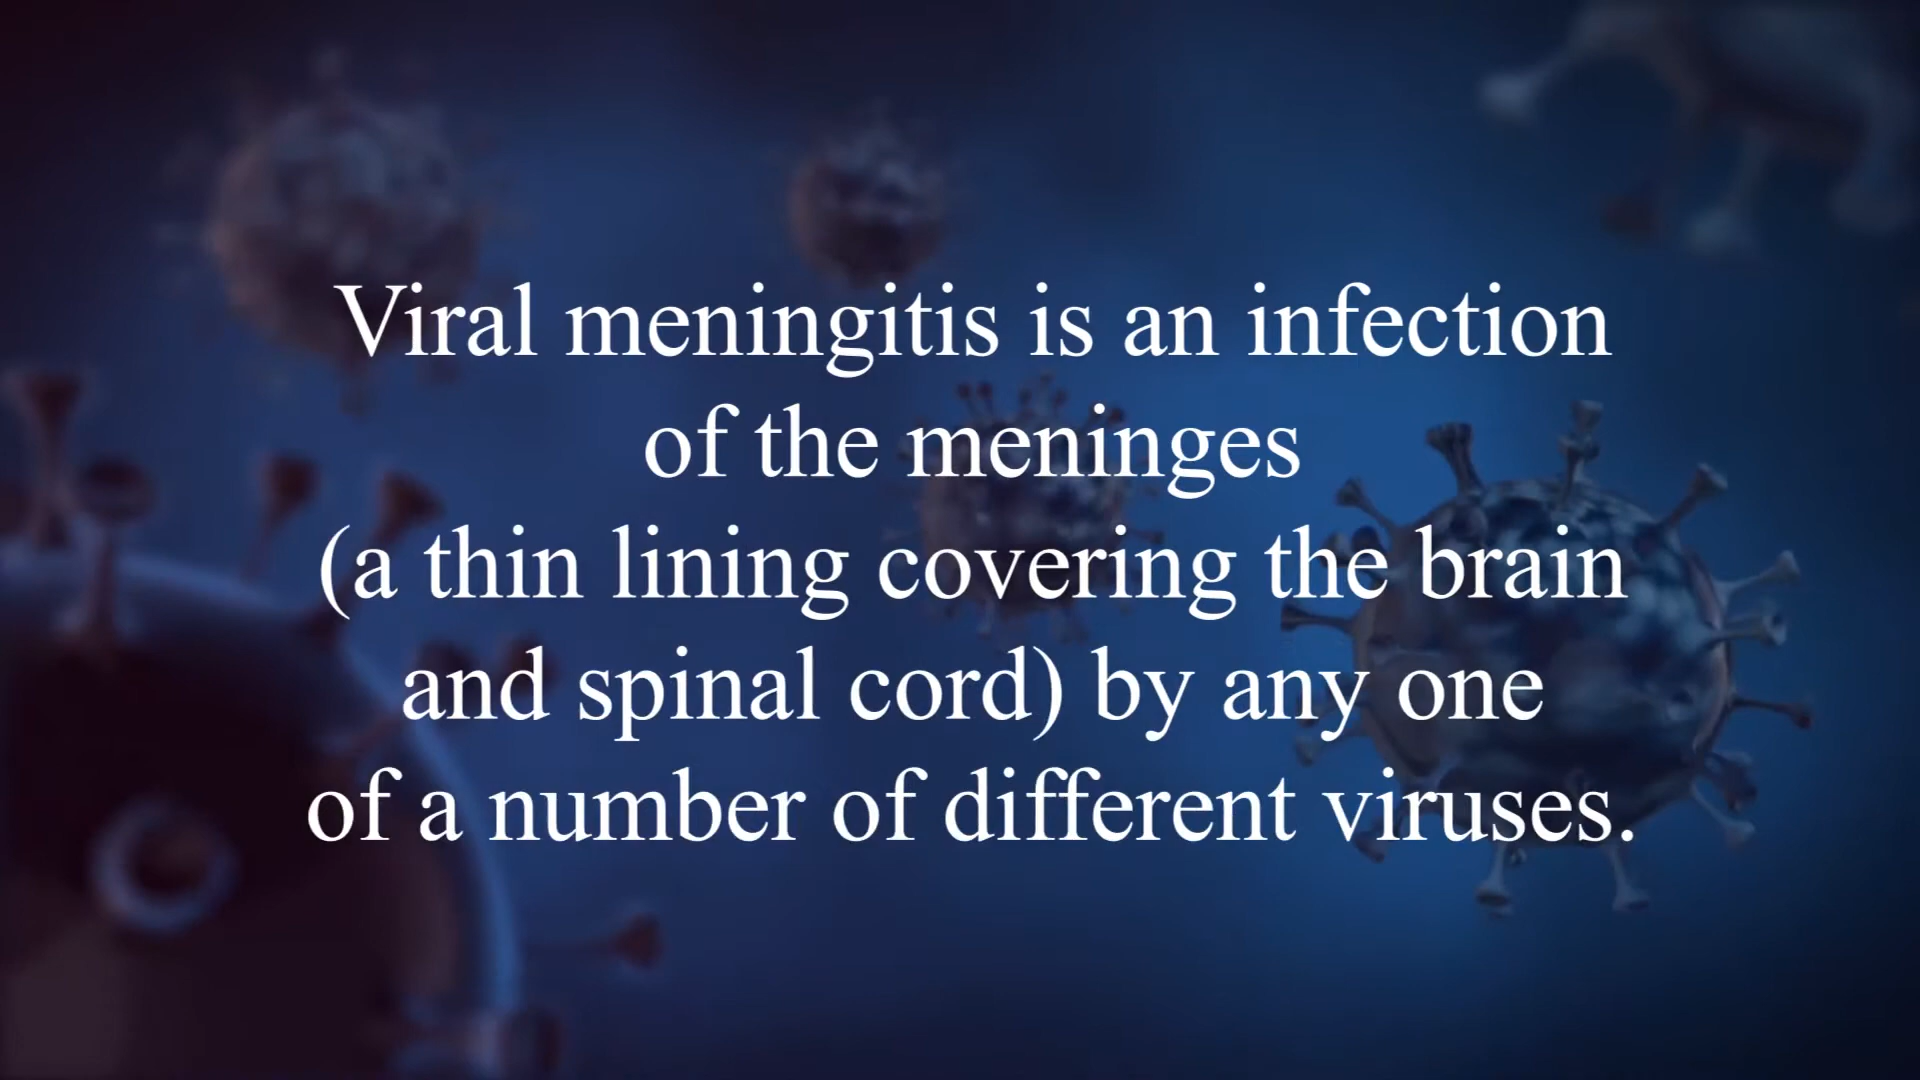 Viral meningitis is an infection
of the meninges
(a thin lining covering the brain
and spinal cord) by any one
of a number of different viruses.